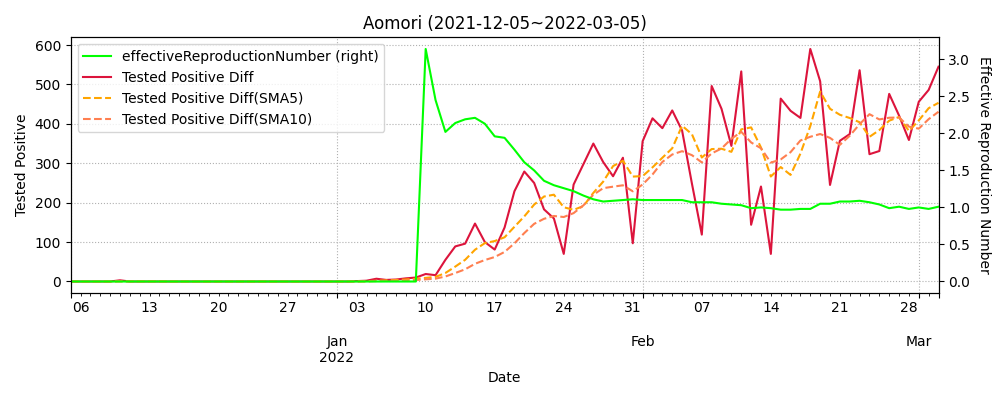 Aomori (2021-12-05~2022-03-05)
effectiveReproductionNumber (right)
Tested Positive Diff
Tested Positive Diff(SMA5)
Tested Positive Diff(SMA10)
Tested Positive
600
500
400
300
200
100
0
3.0
2.5
2.0
1.5
1.0
0.5
0.0
Effective Reproduction Number
06 13 20 27 03 10 17 24 31 07 14 21 28
Jan Feb Mar
2022
Date